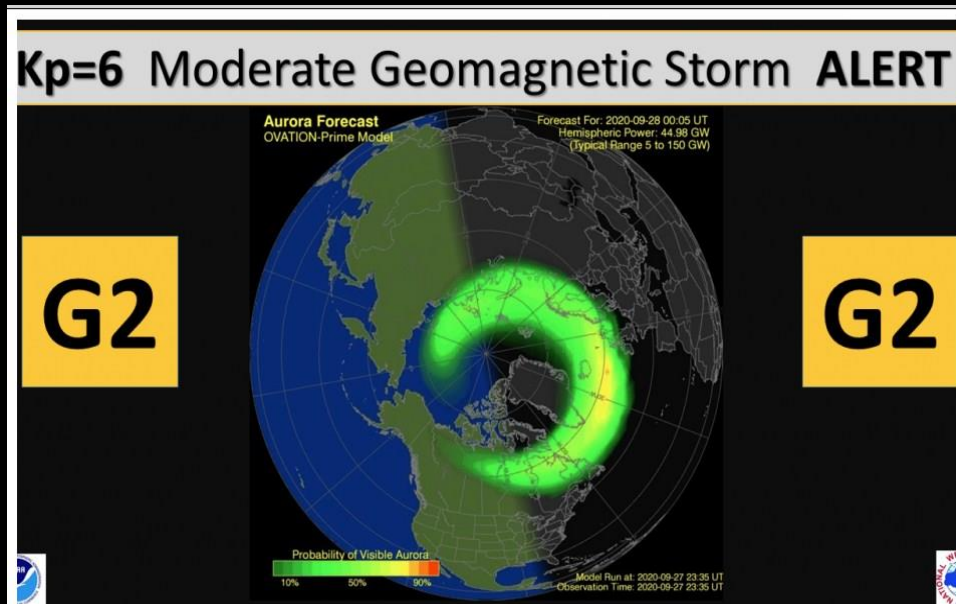 Kp=6 Moderate Geomagnetic Storm ALERT
Aurora Forecast
OVATION-Prime Model
Forecast For: 2020-09-28 00:05 UT
Hemispheric Power: 44.98 GW
(Typical Range 5 to 150 GW)
G2
G2
Probability of Visible Aurora
10% 50% 90%
Model Run at: 2020-09-27 23:35 UT
Observation Time: 2020-09-27 23:35 UT